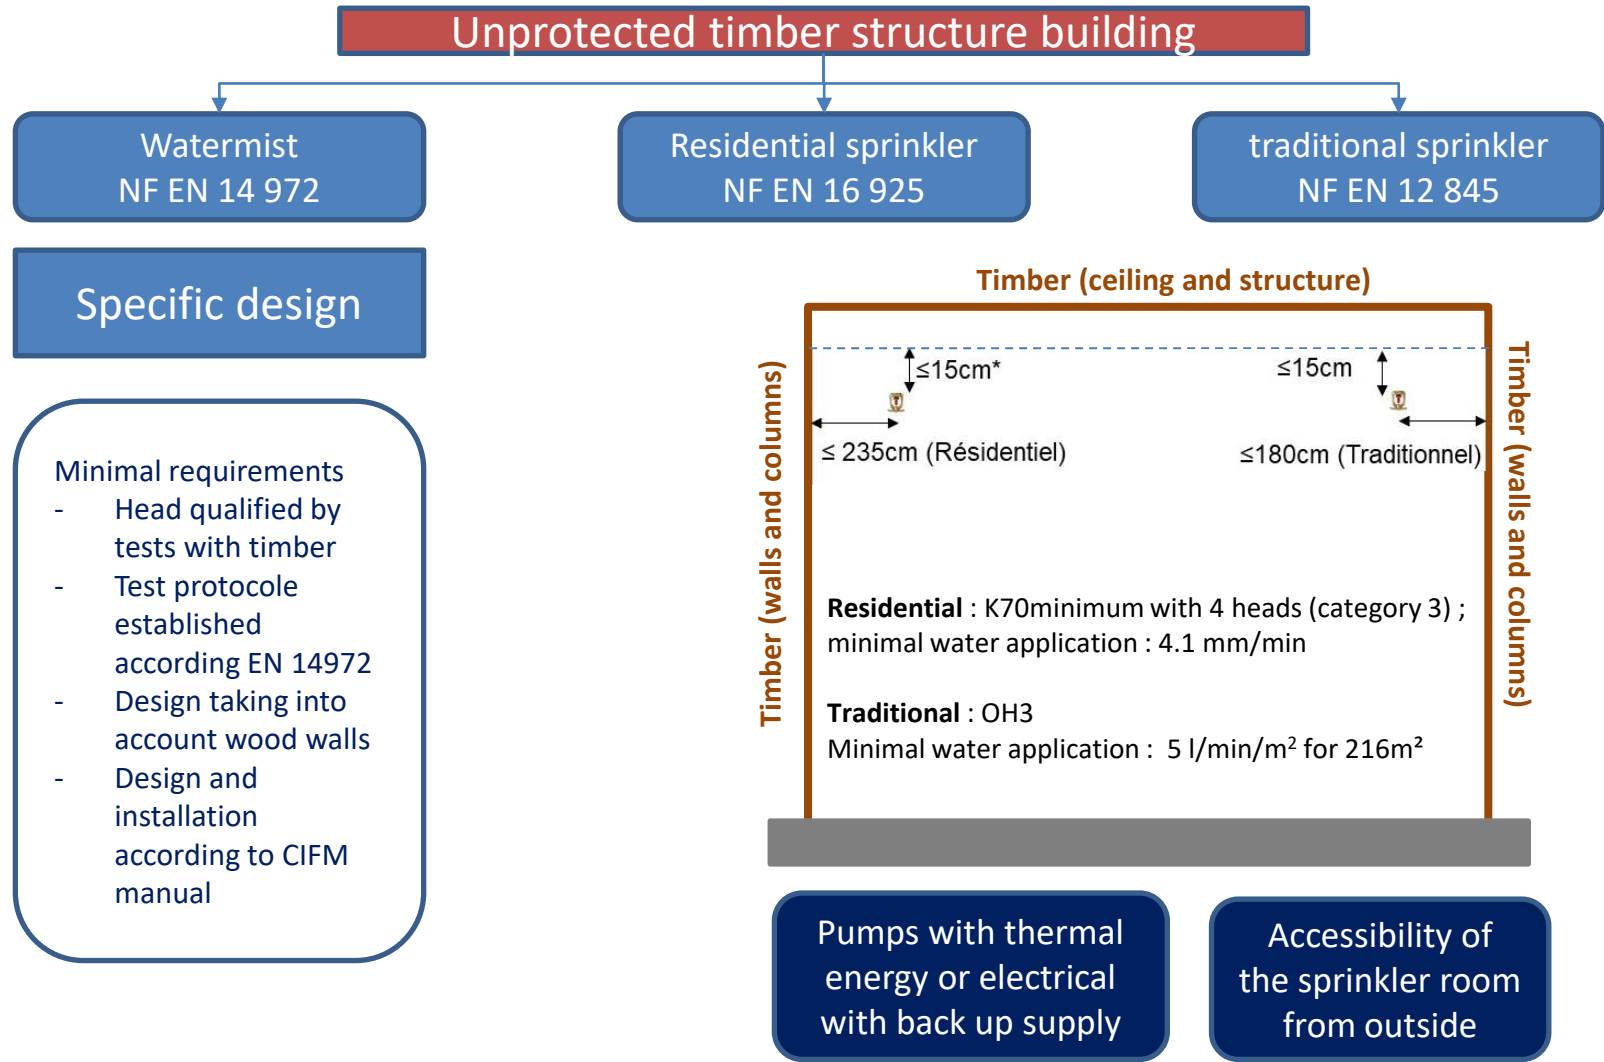 Unprotected timber structure building
Watermist
NF EN 14 972
Residential sprinkler
NF EN 16 925
traditional sprinkler
NF EN 12 845
Specific design
Minimal requirements
- Head qualified by
tests with timber
- Test protocole
established
according EN 14972
- Design taking into
account wood walls
- Design and
installation
according to CIFM
manual
Timber (ceiling and structure)
Timber (walls and columns)
≤15cm*
≤ 235cm (Résidentiel)
≤15cm
≤180cm (Traditionnel)
Timber (walls and columns)
Residential : K70minimum with 4 heads (category 3) ;
minimal water application : 4.1 mm/min
Traditional : OH3
Minimal water application :  5 l/min/m² for 216m²
Pumps with thermal
energy or electrical
with back up supply
Accessibility of
the sprinkler room
from outside